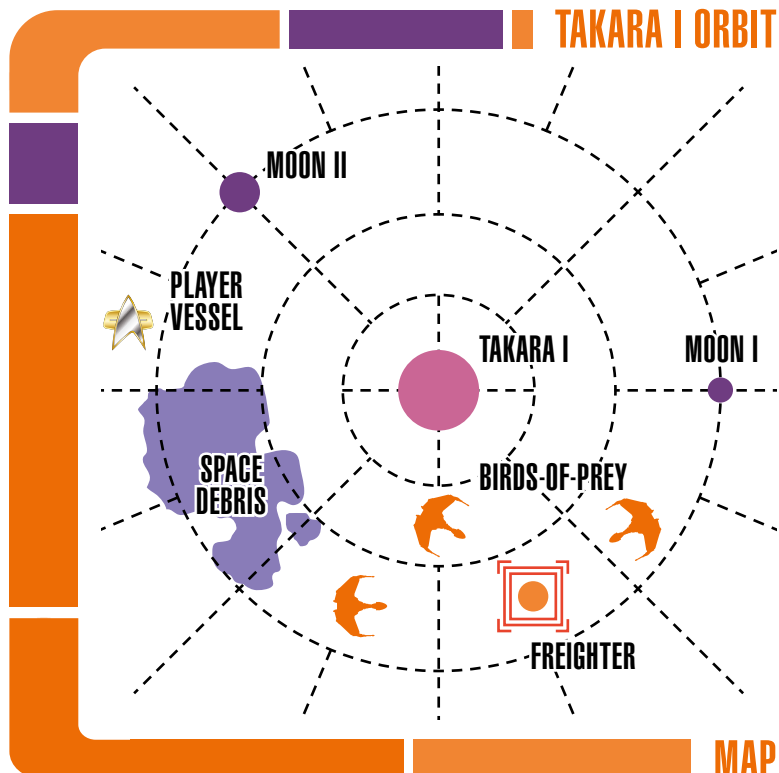 TAKARA I ORBIT
MOON II
PLAYER
VESSEL
TAKARA I
MOON I
SPACE
DEBRIS
BIRDS-OF-PREY
FREIGHTER
MAP